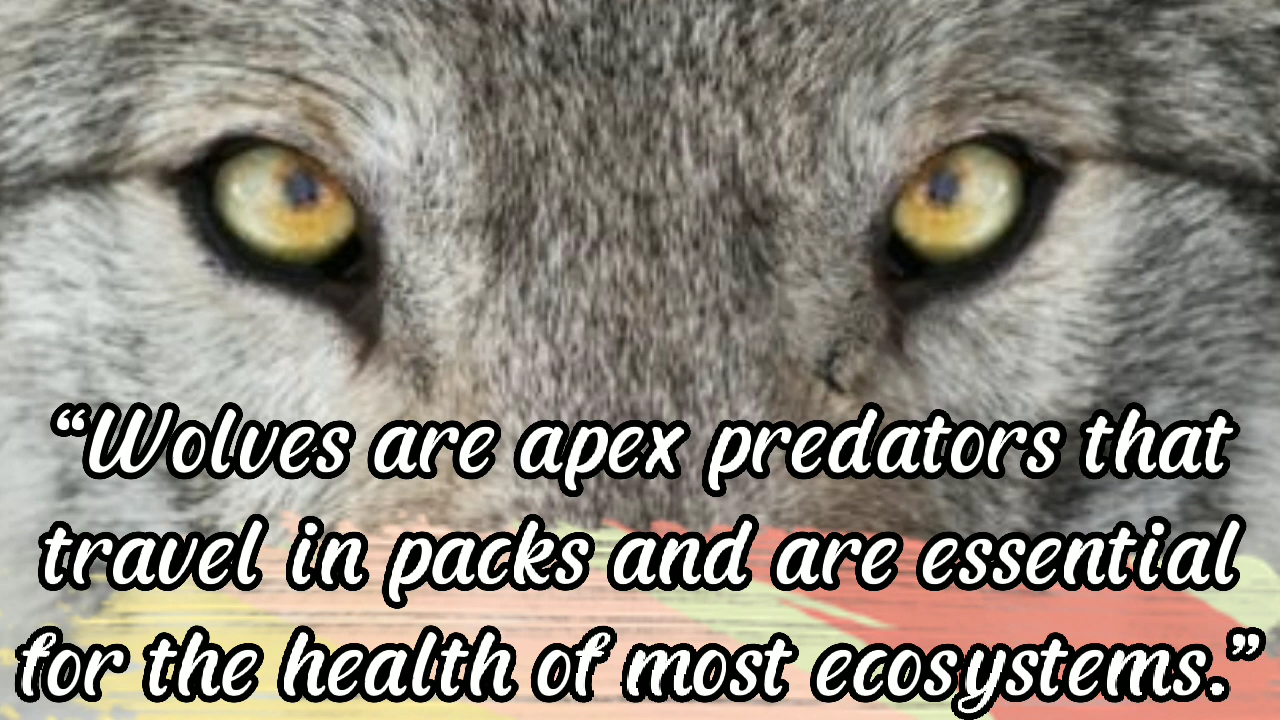 “Wolves are apex predators that
travel in packs and are essential
for the health of most ecosystems.”